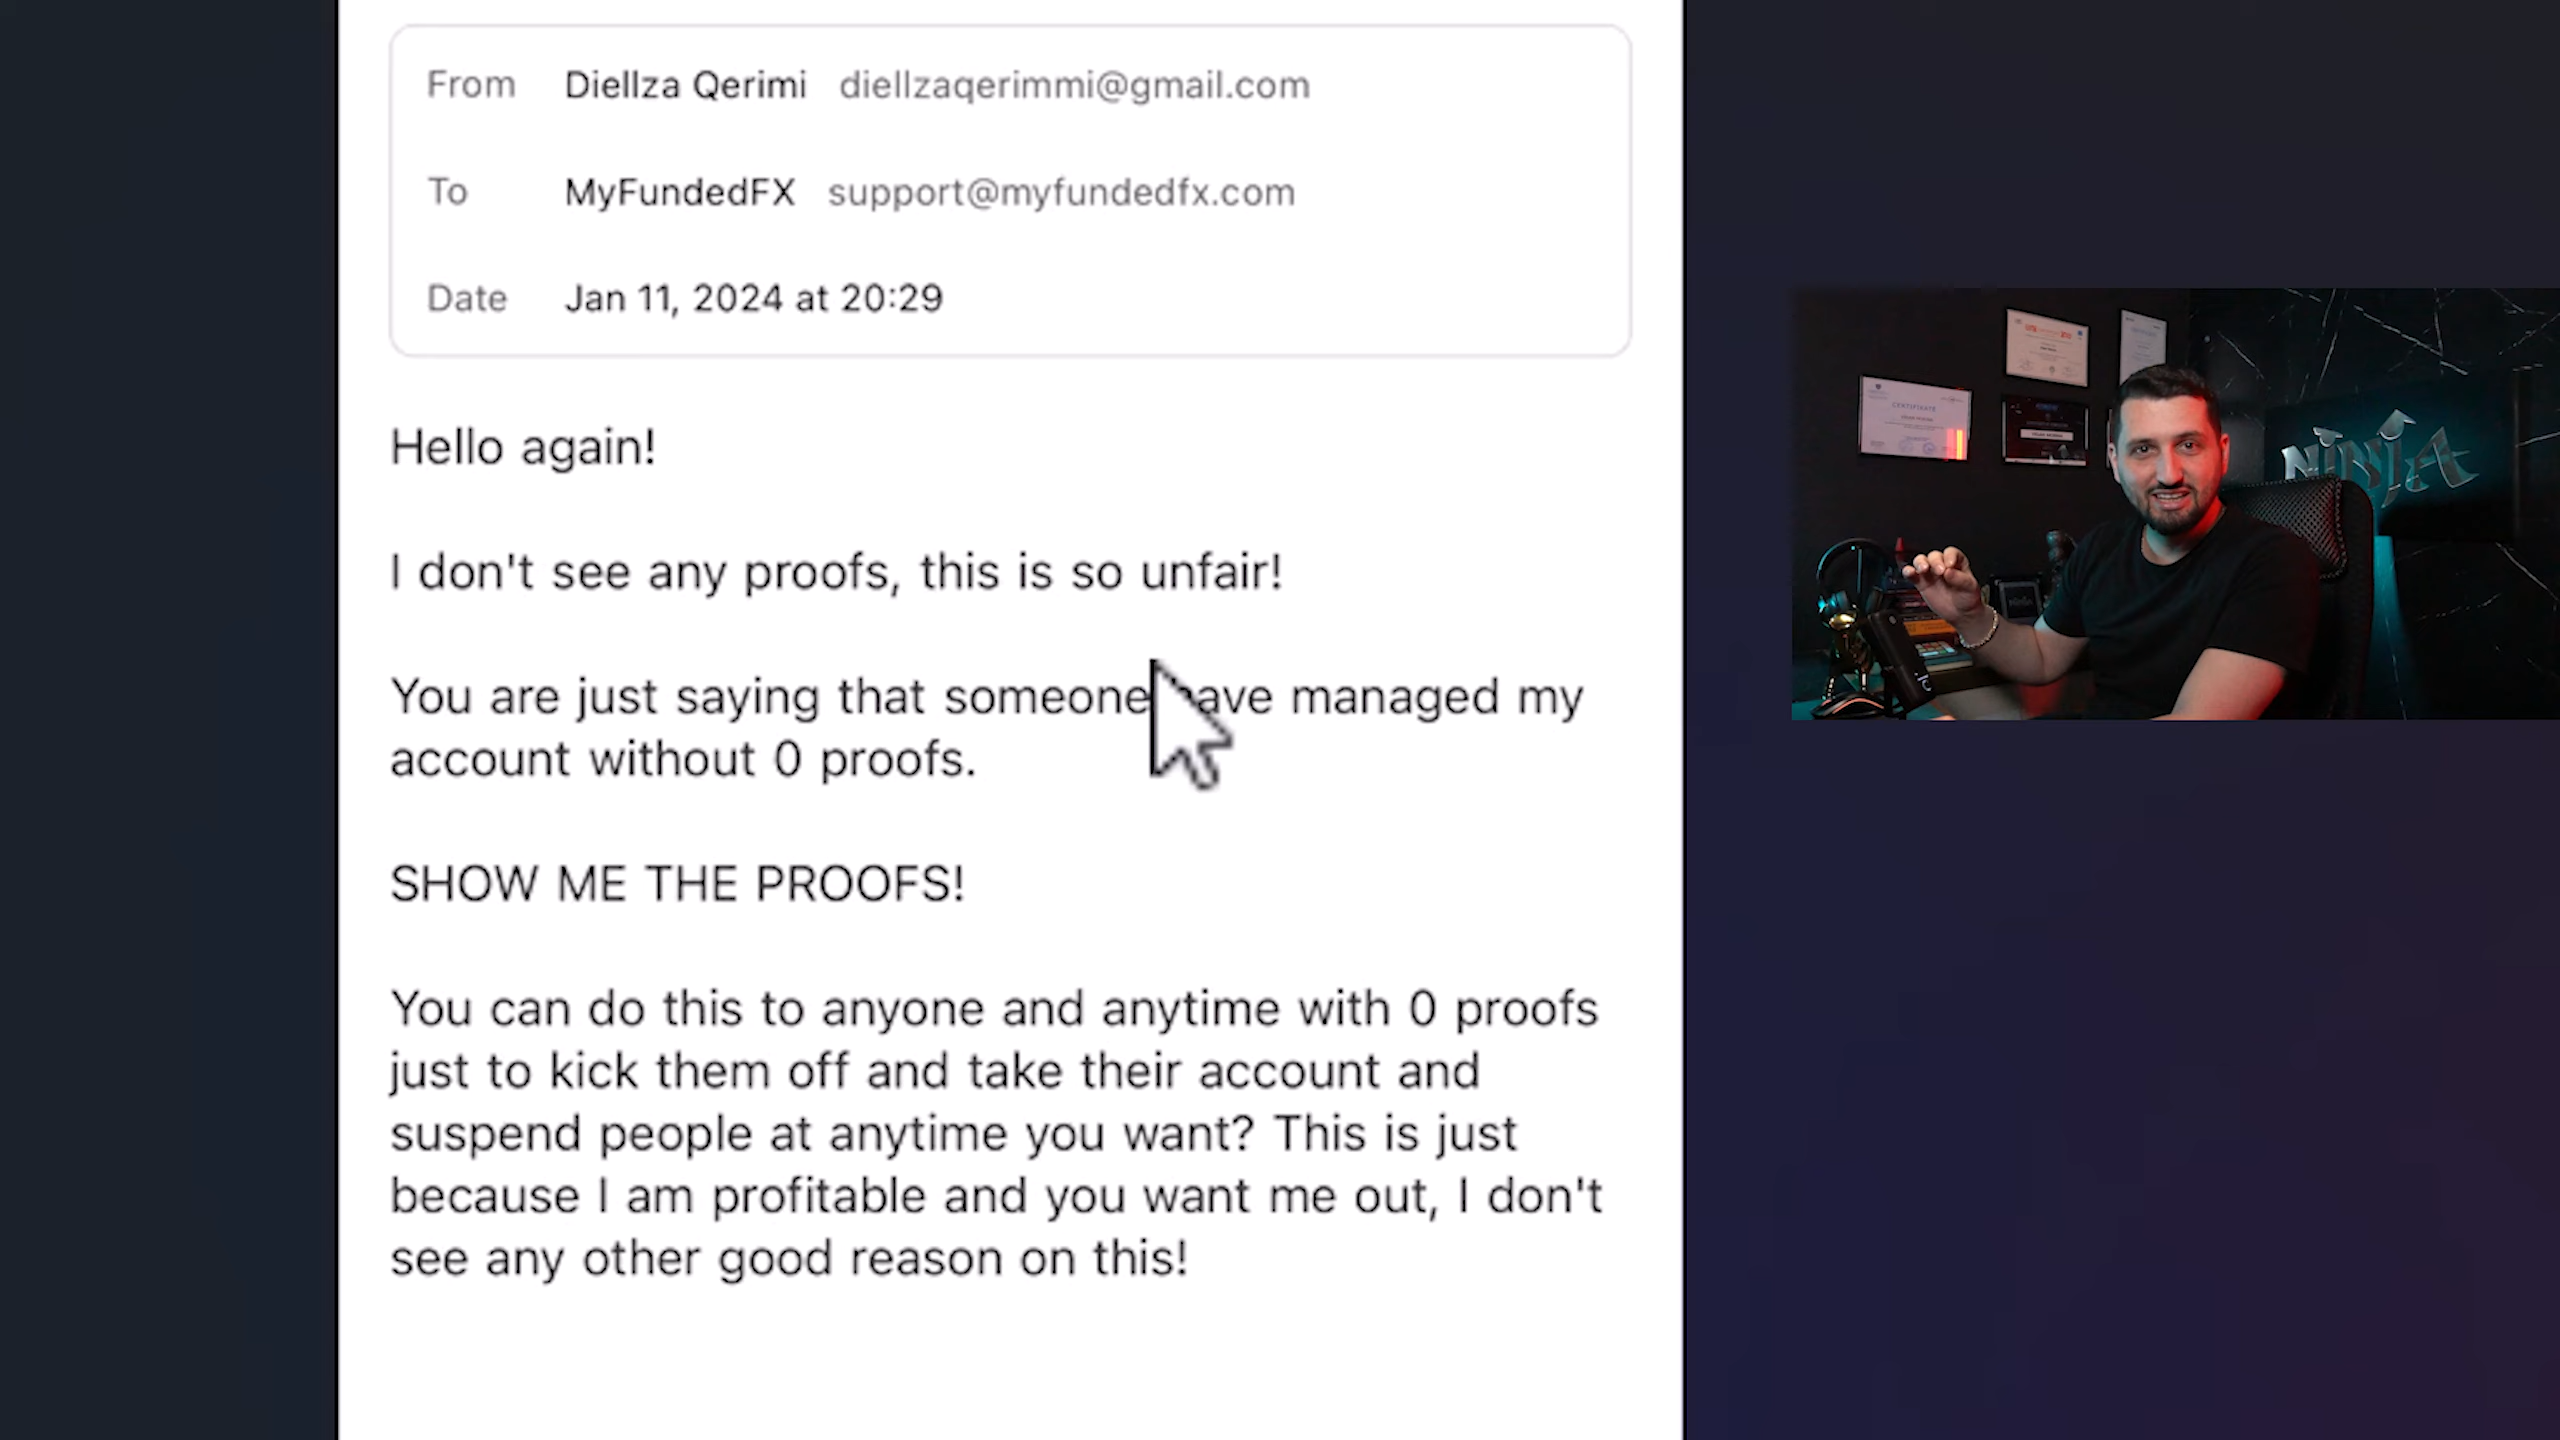 From Diellza Qerimi diellzaqerimmi@gmail.com
To MyFundedFX support@myfundedfx.com
Date Jan 11, 2024 at 20:29
Hello again!
I don't see any proofs, this is so unfair!
You are just saying that someone have managed my
account without 0 proofs.
SHOW ME THE PROOFS!
You can do this to anyone and anytime with 0 proofs
just to kick them off and take their account and
suspend people at anytime you want? This is just
because I am profitable and you want me out, I don't
see any other good reason on this!
CERTIFIKATË
NINJA